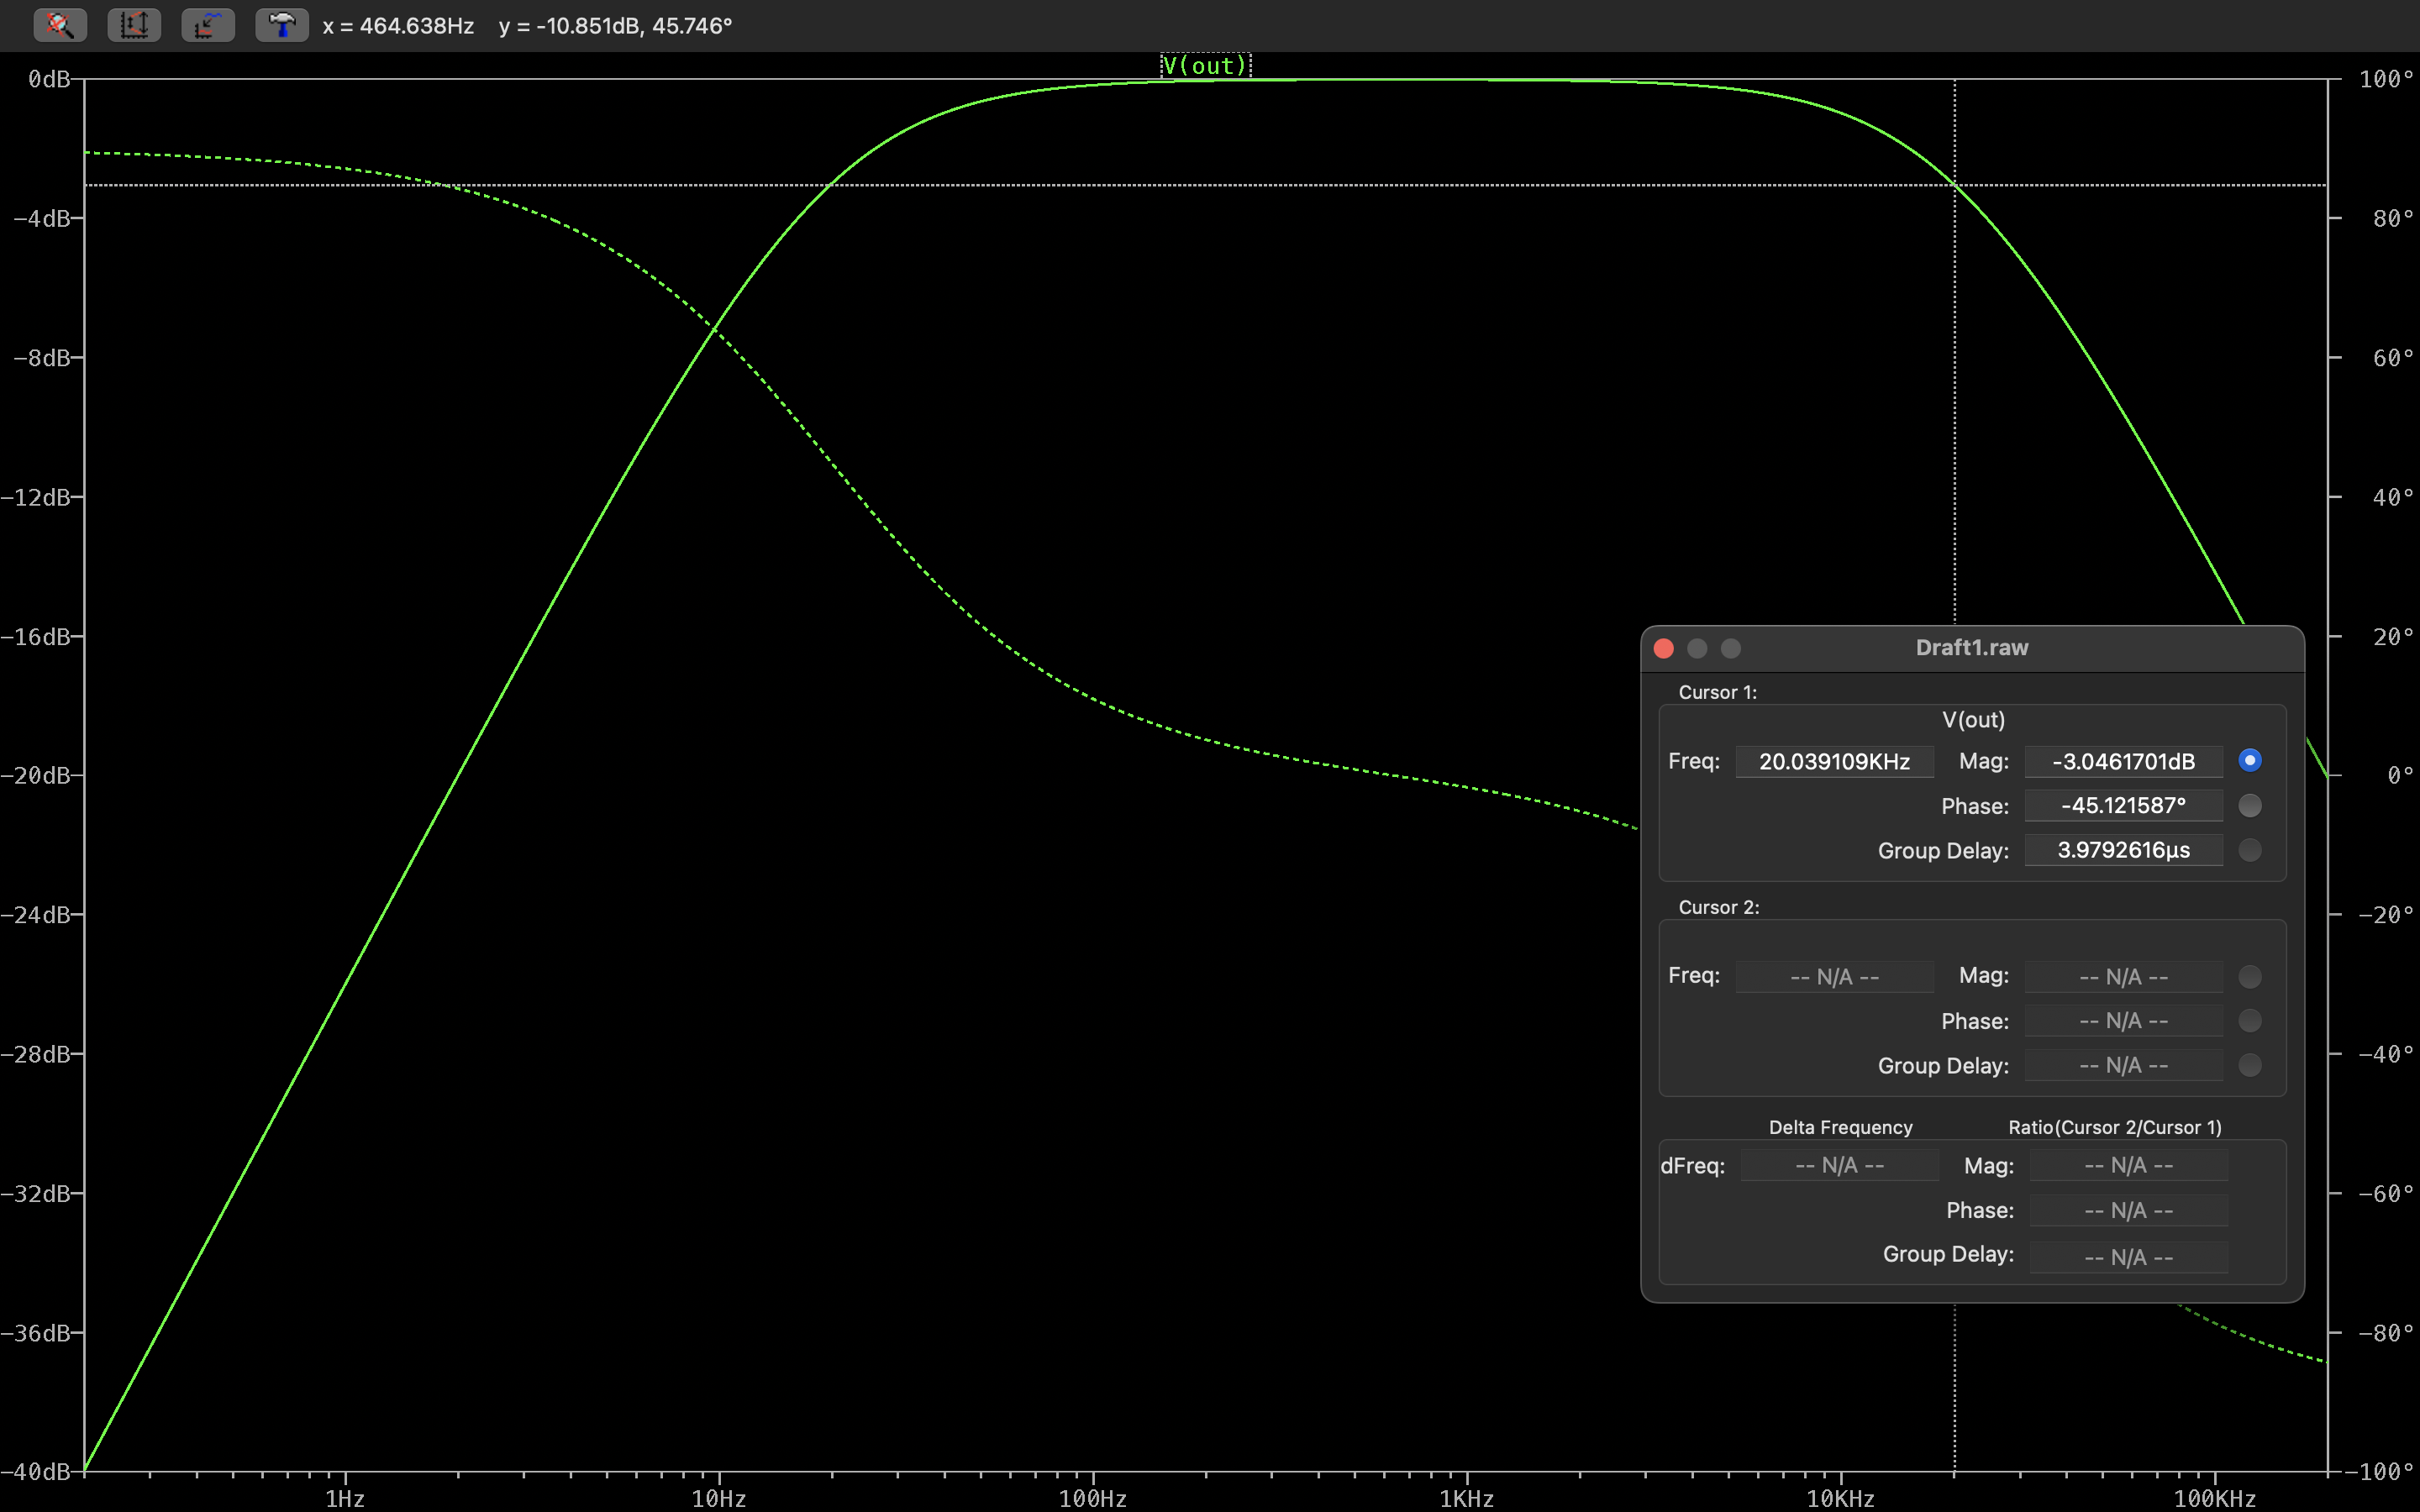 x = 464.638Hz y = -10.851dB, 45.746°
V(out)
0dB 100°
-4dB 80°
-8dB 60°
-12dB 40°
-16dB 20°
-20dB 0°
-24dB -20°
-28dB -40°
-32dB -60°
-36dB -80°
-40dB -100°
1Hz 10Hz 100Hz 1KHz 10KHz 100KHz
Draft1.raw
Cursor 1:
V(out)
Freq: 20.039109KHz Mag: -3.0461701dB
Phase: -45.121587°
Group Delay: 3.9792616µs
Cursor 2:
Freq: -- N/A -- Mag: -- N/A --
Phase: -- N/A --
Group Delay: -- N/A --
Delta Frequency Ratio(Cursor 2/Cursor 1)
dFreq: -- N/A -- Mag: -- N/A --
Phase: -- N/A --
Group Delay: -- N/A --